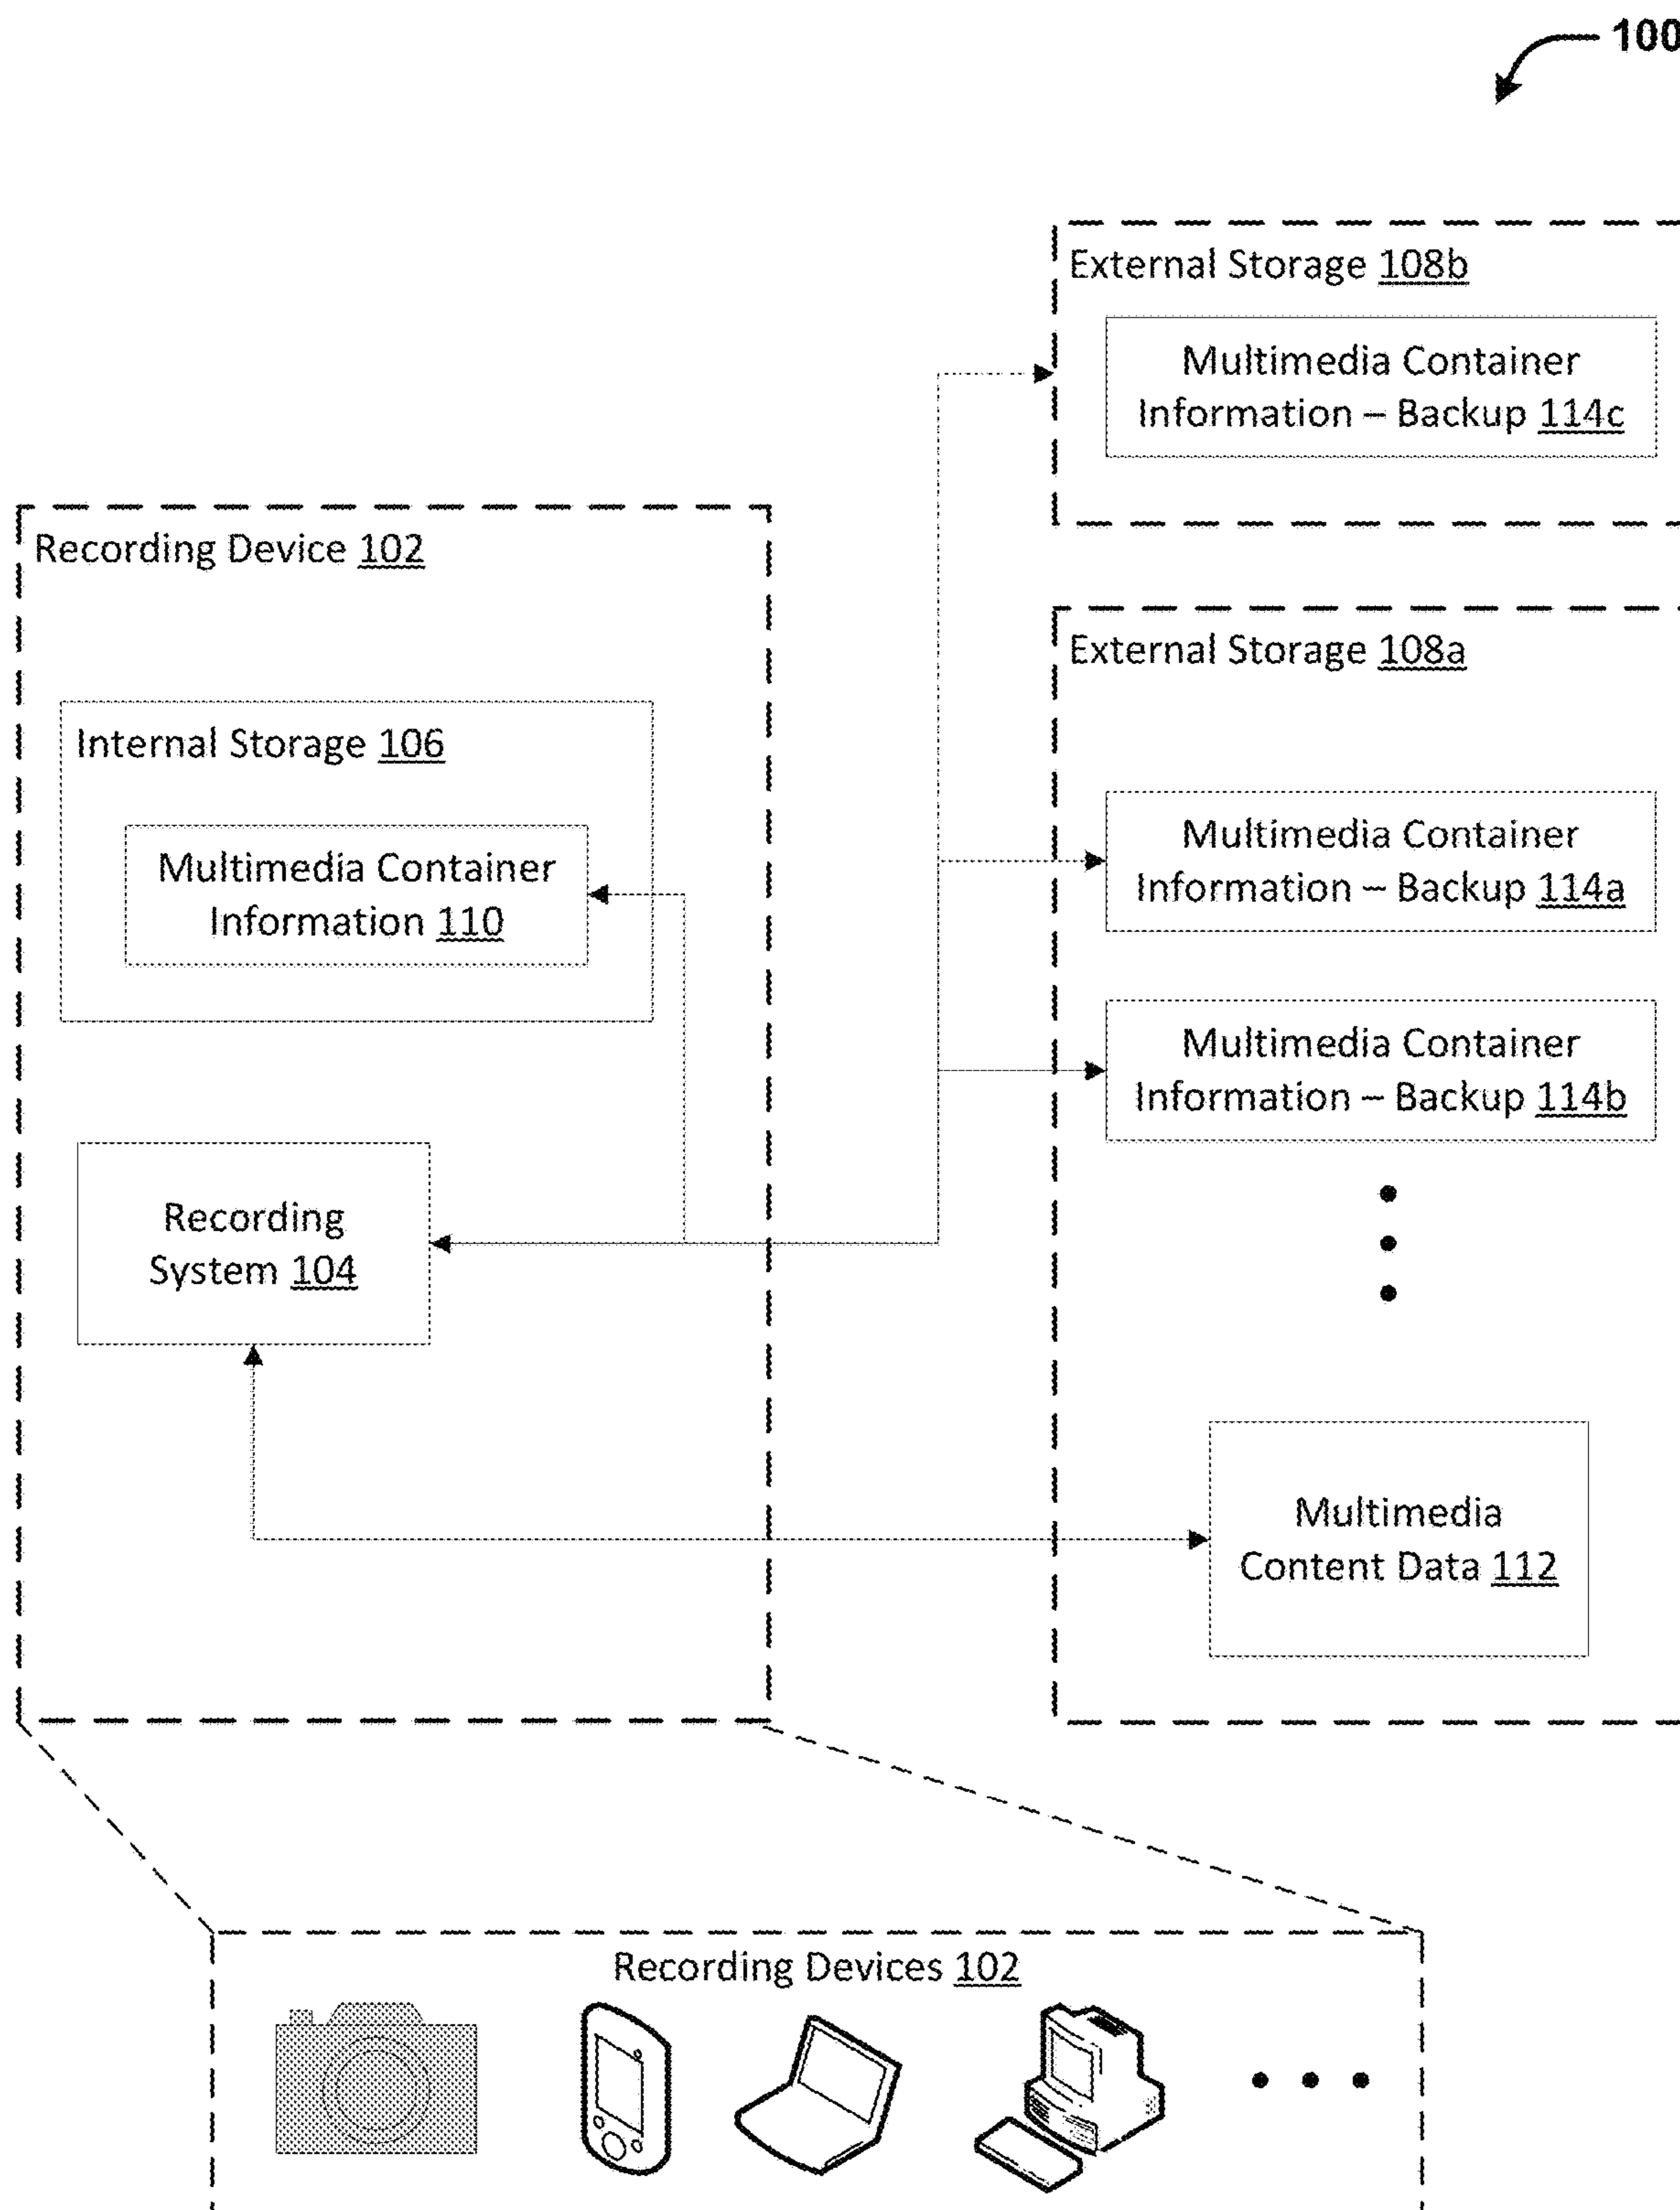 100
External Storage 108b
Multimedia Container
Information – Backup 114c
Recording Device 102
External Storage 108a
Internal Storage 106
Multimedia Container
Information 110
Multimedia Container
Information – Backup 114a
Multimedia Container
Information – Backup 114b
Recording
System 104
Multimedia
Content Data 112
Recording Devices 102